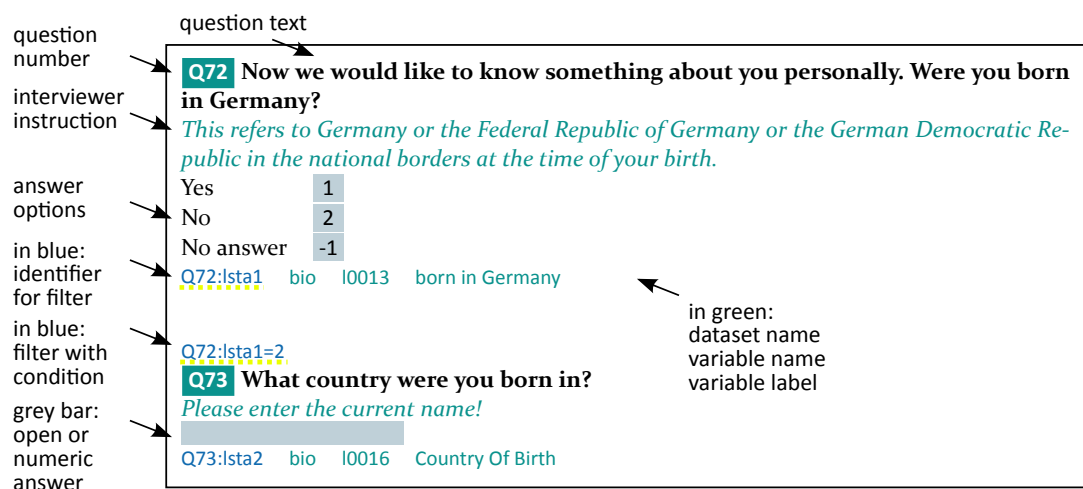 question text
question
number
Q72 Now we would like to know something about you personally. Were you born
in Germany?
interviewer
instruction
This refers to Germany or the Federal Republic of Germany or the German Democratic Re-
public in the national borders at the time of your birth.
answer
options
Yes 1
No 2
No answer -1
in blue:
identifier
for filter
Q72:lsta1 bio l0013 born in Germany
in green:
dataset name
variable name
variable label
in blue:
filter with
condition
Q72:lsta1=2
Q73 What country were you born in?
Please enter the current name!
grey bar:
open or
numeric
answer
Q73:lsta2 bio l0016 Country Of Birth